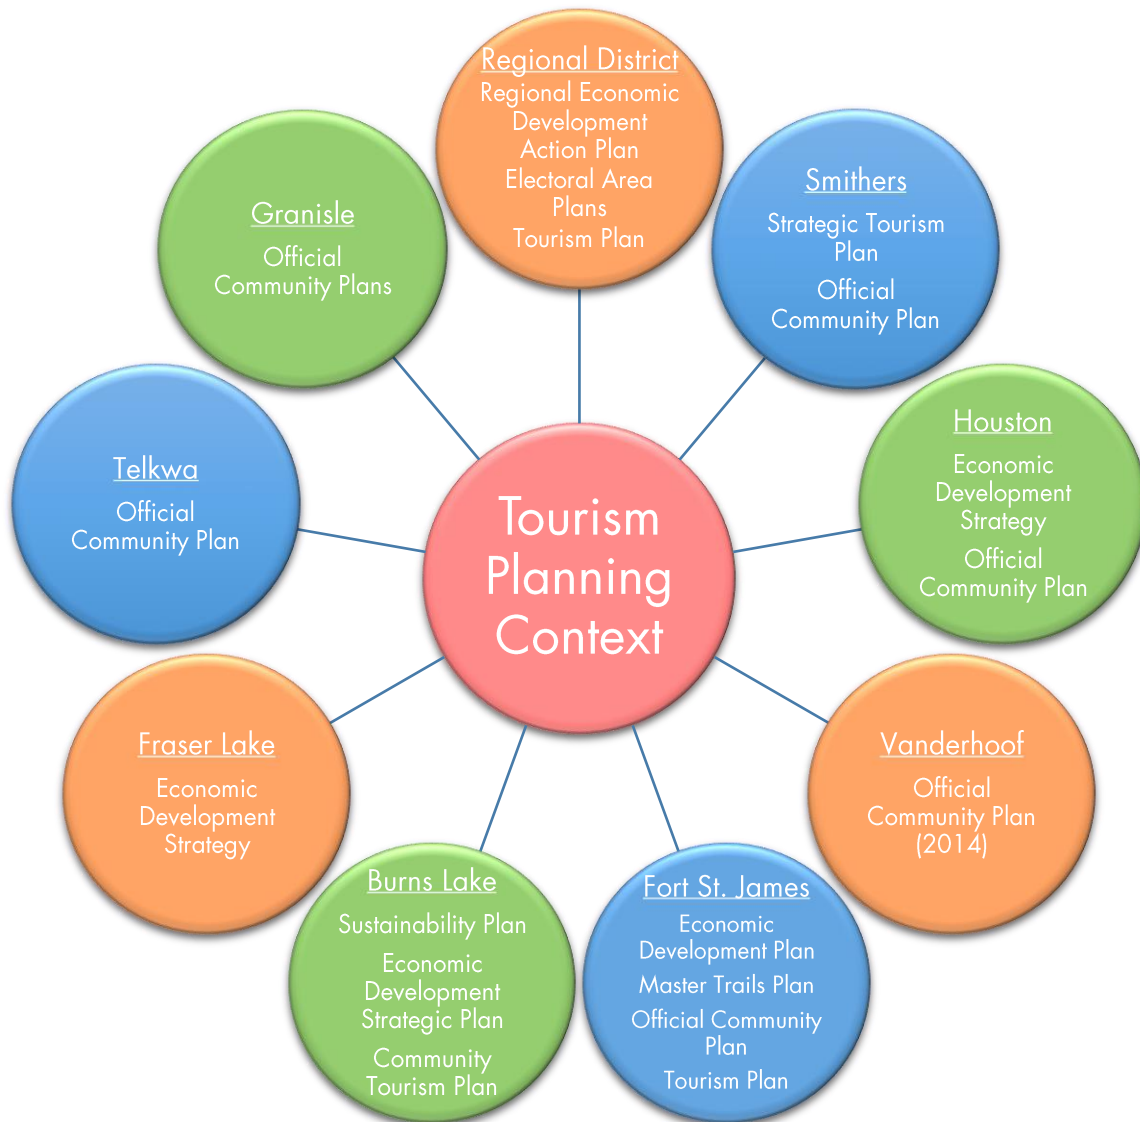 Regional District
Regional Economic
Development
Action Plan
Electoral Area
Plans
Tourism Plan
Smithers
Strategic Tourism
Plan
Official
Community Plan
Houston
Economic
Development
Strategy
Official
Community Plan
Vanderhoof
Official
Community Plan
(2014)
Fort St. James
Economic
Development Plan
Master Trails Plan
Official Community
Plan
Tourism Plan
Burns Lake
Sustainability Plan
Economic
Development
Strategic Plan
Community
Tourism Plan
Fraser Lake
Economic
Development
Strategy
Telkwa
Official
Community Plan
Granisle
Official
Community Plans
Tourism
Planning
Context